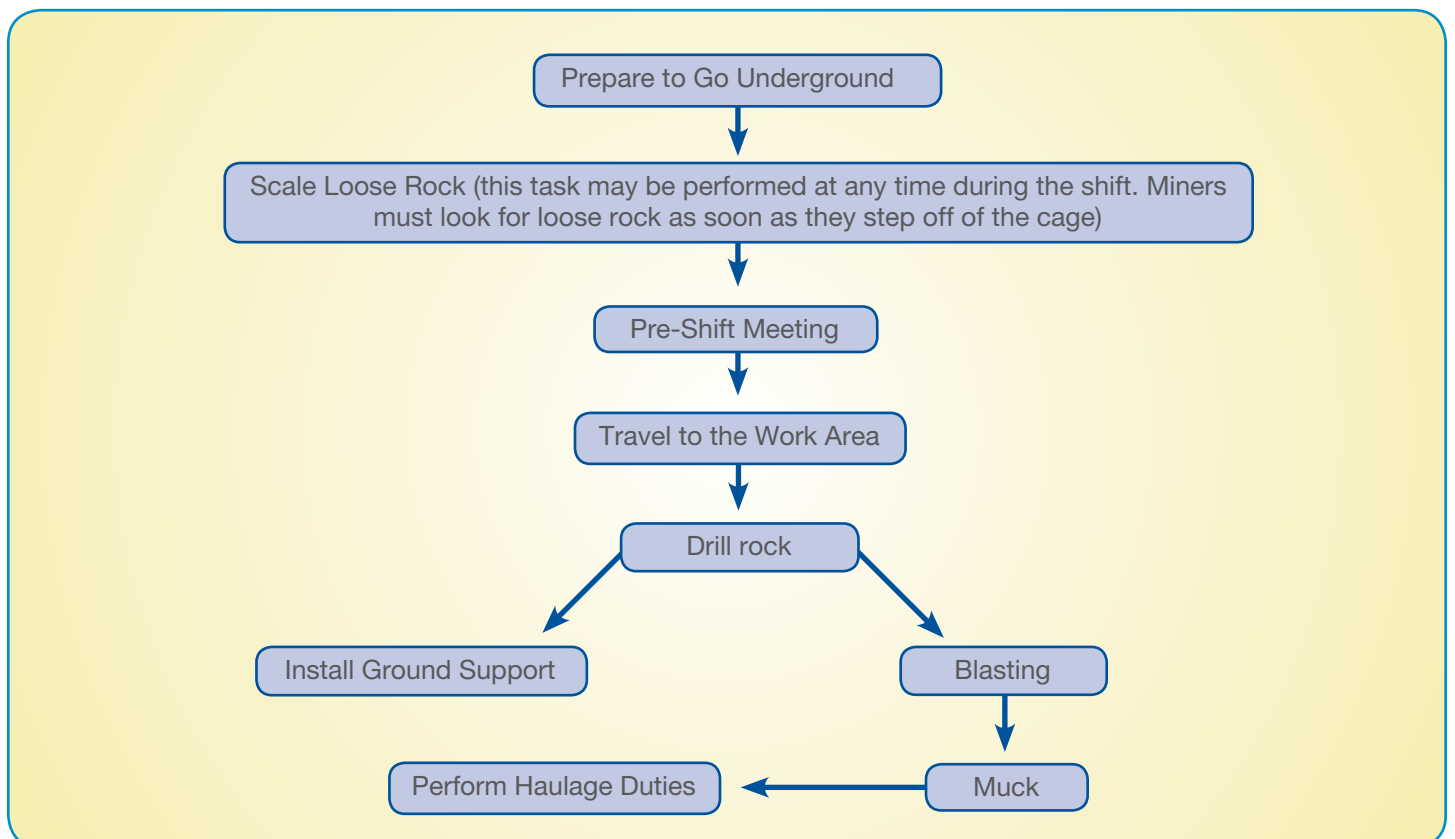 Prepare to Go Underground
Scale Loose Rock (this task may be performed at any time during the shift. Miners
must look for loose rock as soon as they step off of the cage)
Pre-Shift Meeting
Travel to the Work Area
Drill rock
Install Ground Support
Blasting
Perform Haulage Duties
Muck